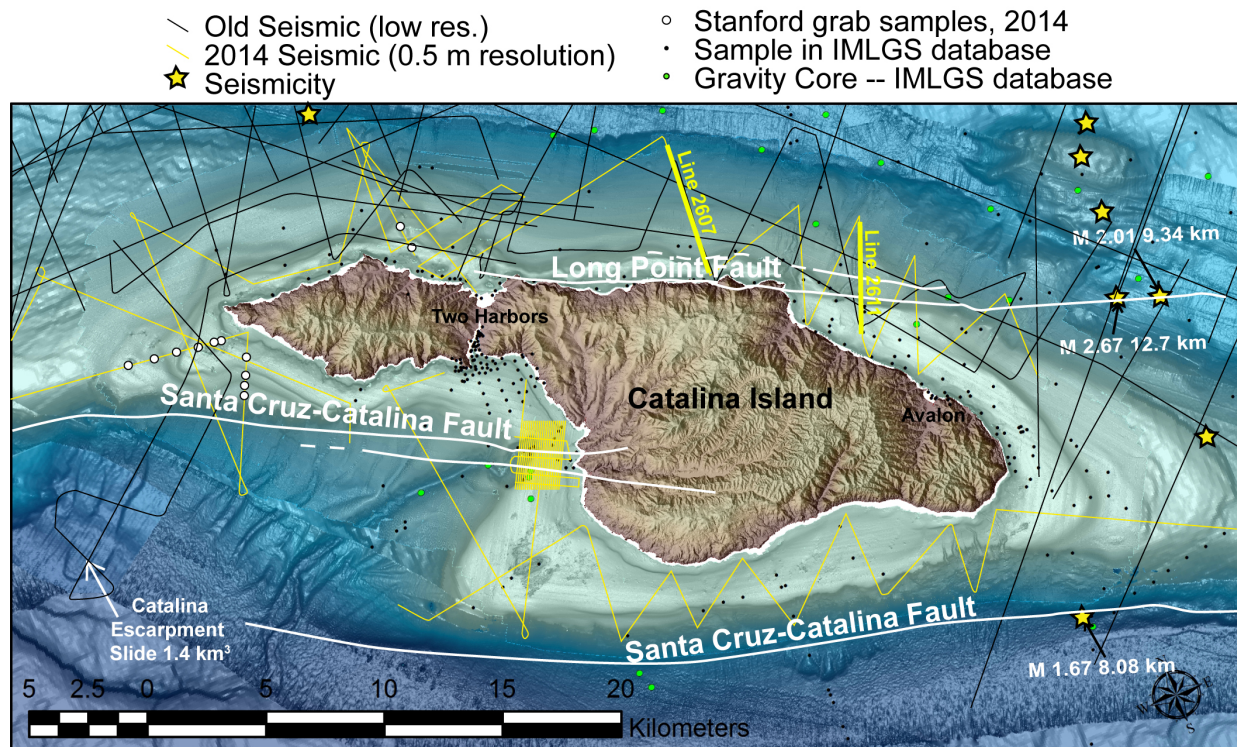 Old Seismic (low res.)
2014 Seismic (0.5 m resolution)
Seismicity
Stanford grab samples, 2014
Sample in IMLGS database
Gravity Core -- IMLGS database
Line 2607
Line 2611
M 2.01 9.34 km
Long Point Fault
Two Harbors
M 2.67 12.7 km
Santa Cruz-Catalina Fault
Catalina Island
Avalon
Catalina
Escarpment
Slide 1.4 km³
Santa Cruz-Catalina Fault
M 1.67 8.08 km
5 2.5 0 5 10 15 20
Kilometers
N
E
W
S